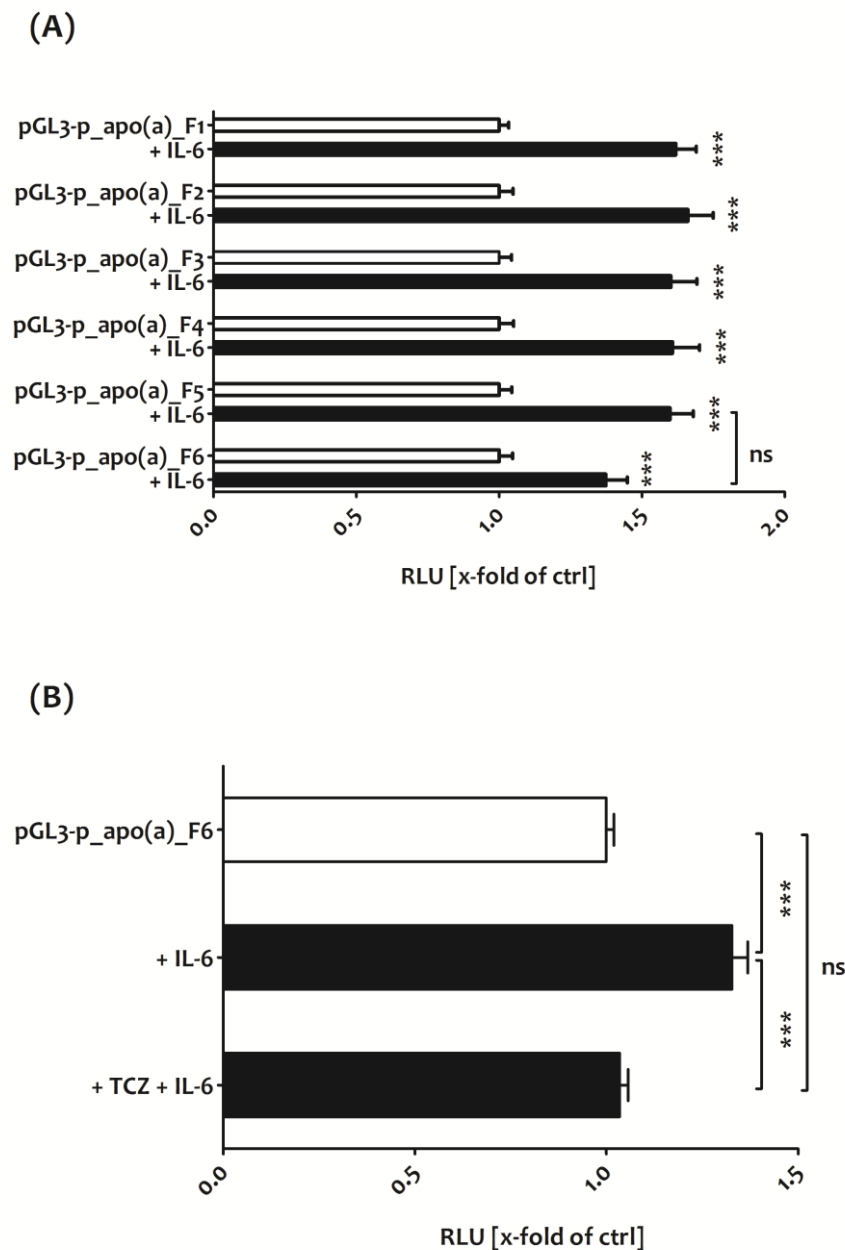 (A)
pGL3-p_apo(a)_F1
+ IL-6
***
pGL3-p_apo(a)_F2
+ IL-6
***
pGL3-p_apo(a)_F3
+ IL-6
***
pGL3-p_apo(a)_F4
+ IL-6
***
pGL3-p_apo(a)_F5
+ IL-6
***
ns
pGL3-p_apo(a)_F6
+ IL-6
***
0.0 0.5 1.0 1.5 2.0
RLU [x-fold of ctrl]
(B)
pGL3-p_apo(a)_F6
***
+ IL-6
ns
***
+ TCZ + IL-6
0.0 0.5 1.0 1.5
RLU [x-fold of ctrl]